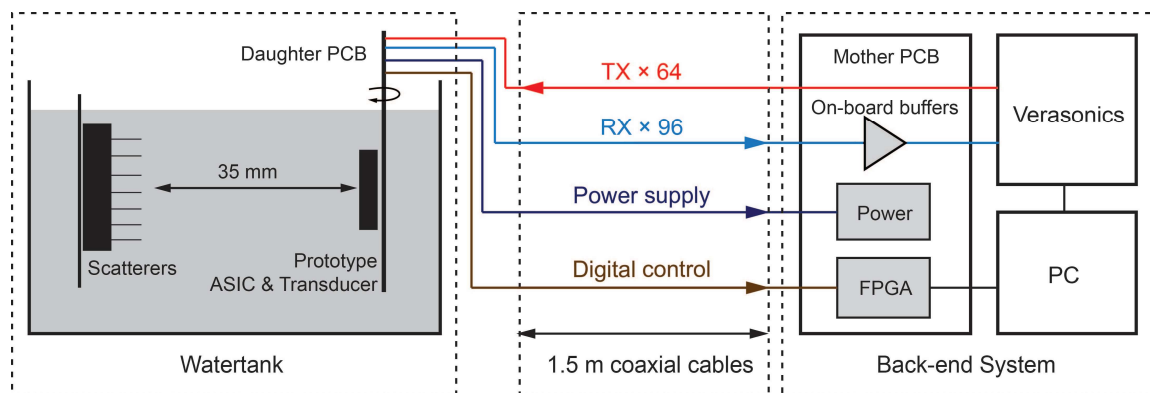 Daughter PCB
35 mm
Scatterers
Prototype
ASIC & Transducer
Watertank
TX × 64
RX × 96
Power supply
Digital control
1.5 m coaxial cables
Mother PCB
On-board buffers
Power
FPGA
Verasonics
PC
Back-end System